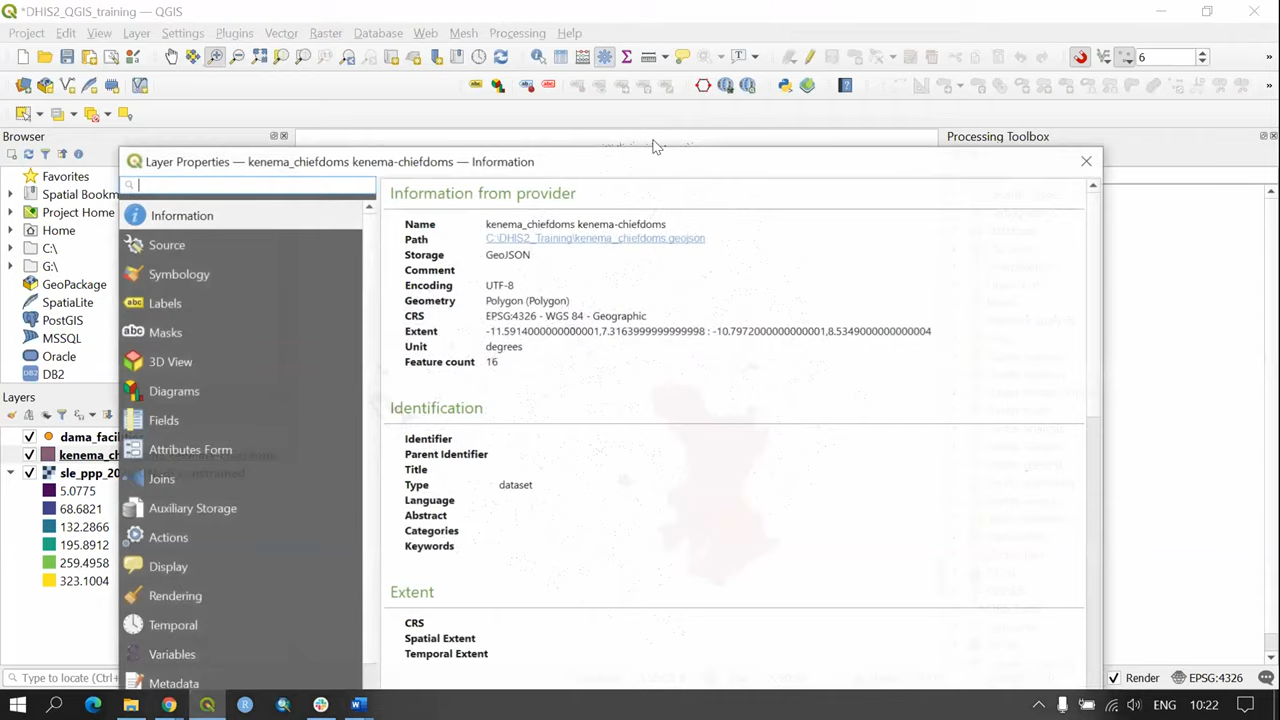 *DHIS2_QGIS_training — QGIS
Project Edit View Layer Settings Plugins Vector Raster Database Web Mesh Processing Help
6
Browser
Processing Toolbox
Favorites
Spatial Bookm
Project Home
Home
C:\
G:\
GeoPackage
SpatiaLite
PostGIS
MSSQL
Oracle
DB2
Layers
dama_facili
kenema_ch
sle_ppp_20
5.0775
68.6821
132.2866
195.8912
259.4958
323.1004
Layer Properties — kenema_chiefdoms kenema-chiefdoms — Information
Information
Source
Symbology
Labels
Masks
3D View
Diagrams
Fields
Attributes Form
Joins
Auxiliary Storage
Actions
Display
Rendering
Temporal
Variables
Metadata
Information from provider
Name kenema_chiefdoms kenema-chiefdoms
Path C:\DHIS2_Training\kenema_chiefdoms.geojson
Storage GeoJSON
Comment
Encoding UTF-8
Geometry Polygon (Polygon)
CRS EPSG:4326 - WGS 84 - Geographic
Extent -11.5914000000000001,7.3163999999999998 : -10.7972000000000001,8.5349000000000004
Unit degrees
Feature count 16
Identification
Identifier
Parent Identifier
Title
Type dataset
Language
Abstract
Categories
Keywords
Extent
CRS
Spatial Extent
Temporal Extent
Type to locate (Ctrl+
Render EPSG:4326
ENG 10:22